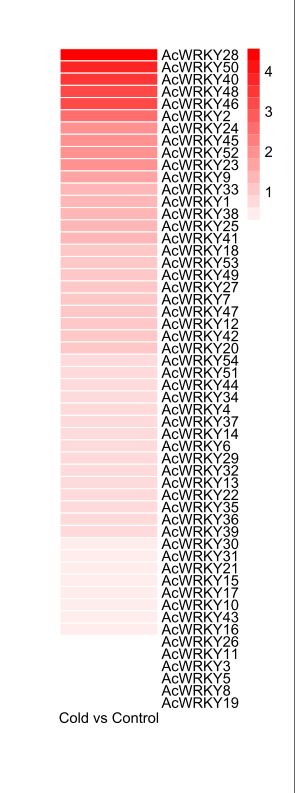 AcWRKY28
AcWRKY50
AcWRKY40
AcWRKY48
AcWRKY46
AcWRKY2
AcWRKY24
AcWRKY45
AcWRKY52
AcWRKY23
AcWRKY9
AcWRKY33
AcWRKY1
AcWRKY38
AcWRKY25
AcWRKY41
AcWRKY18
AcWRKY53
AcWRKY49
AcWRKY27
AcWRKY7
AcWRKY47
AcWRKY12
AcWRKY42
AcWRKY20
AcWRKY54
AcWRKY51
AcWRKY44
AcWRKY34
AcWRKY4
AcWRKY37
AcWRKY14
AcWRKY6
AcWRKY29
AcWRKY32
AcWRKY13
AcWRKY22
AcWRKY35
AcWRKY36
AcWRKY39
AcWRKY30
AcWRKY31
AcWRKY21
AcWRKY15
AcWRKY17
AcWRKY10
AcWRKY43
AcWRKY16
AcWRKY26
AcWRKY11
AcWRKY3
AcWRKY5
AcWRKY8
AcWRKY19
4
3
2
1
Cold vs Control